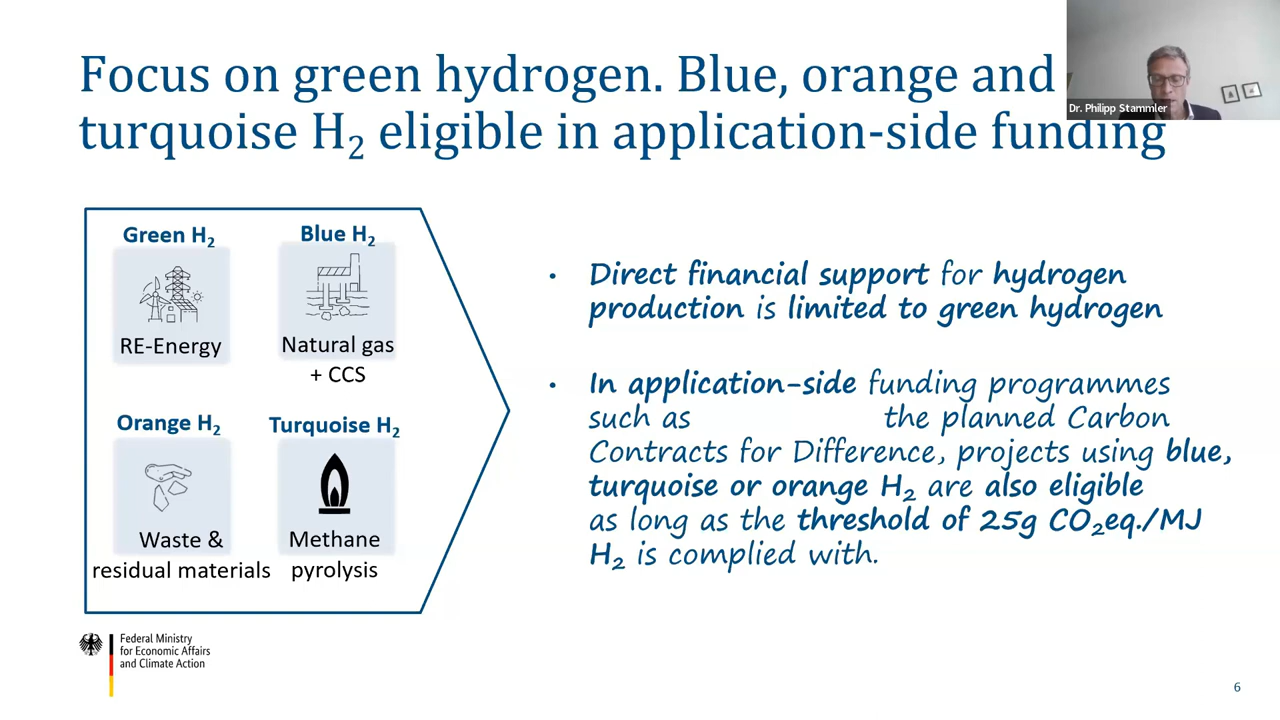 Focus on green hydrogen. Blue, orange and
turquoise H₂ eligible in application-side funding
Dr. Philipp Stammler
Green H₂
Blue H₂
RE-Energy
Natural gas
+ CCS
Orange H₂
Turquoise H₂
Waste &
residual materials
Methane
pyrolysis
• Direct financial support for hydrogen
production is limited to green hydrogen
• In application-side funding programmes
such as the planned Carbon
Contracts for Difference, projects using blue,
turquoise or orange H₂ are also eligible
as long as the threshold of 25g CO₂eq./MJ
H₂ is complied with.
Federal Ministry
for Economic Affairs
and Climate Action
6